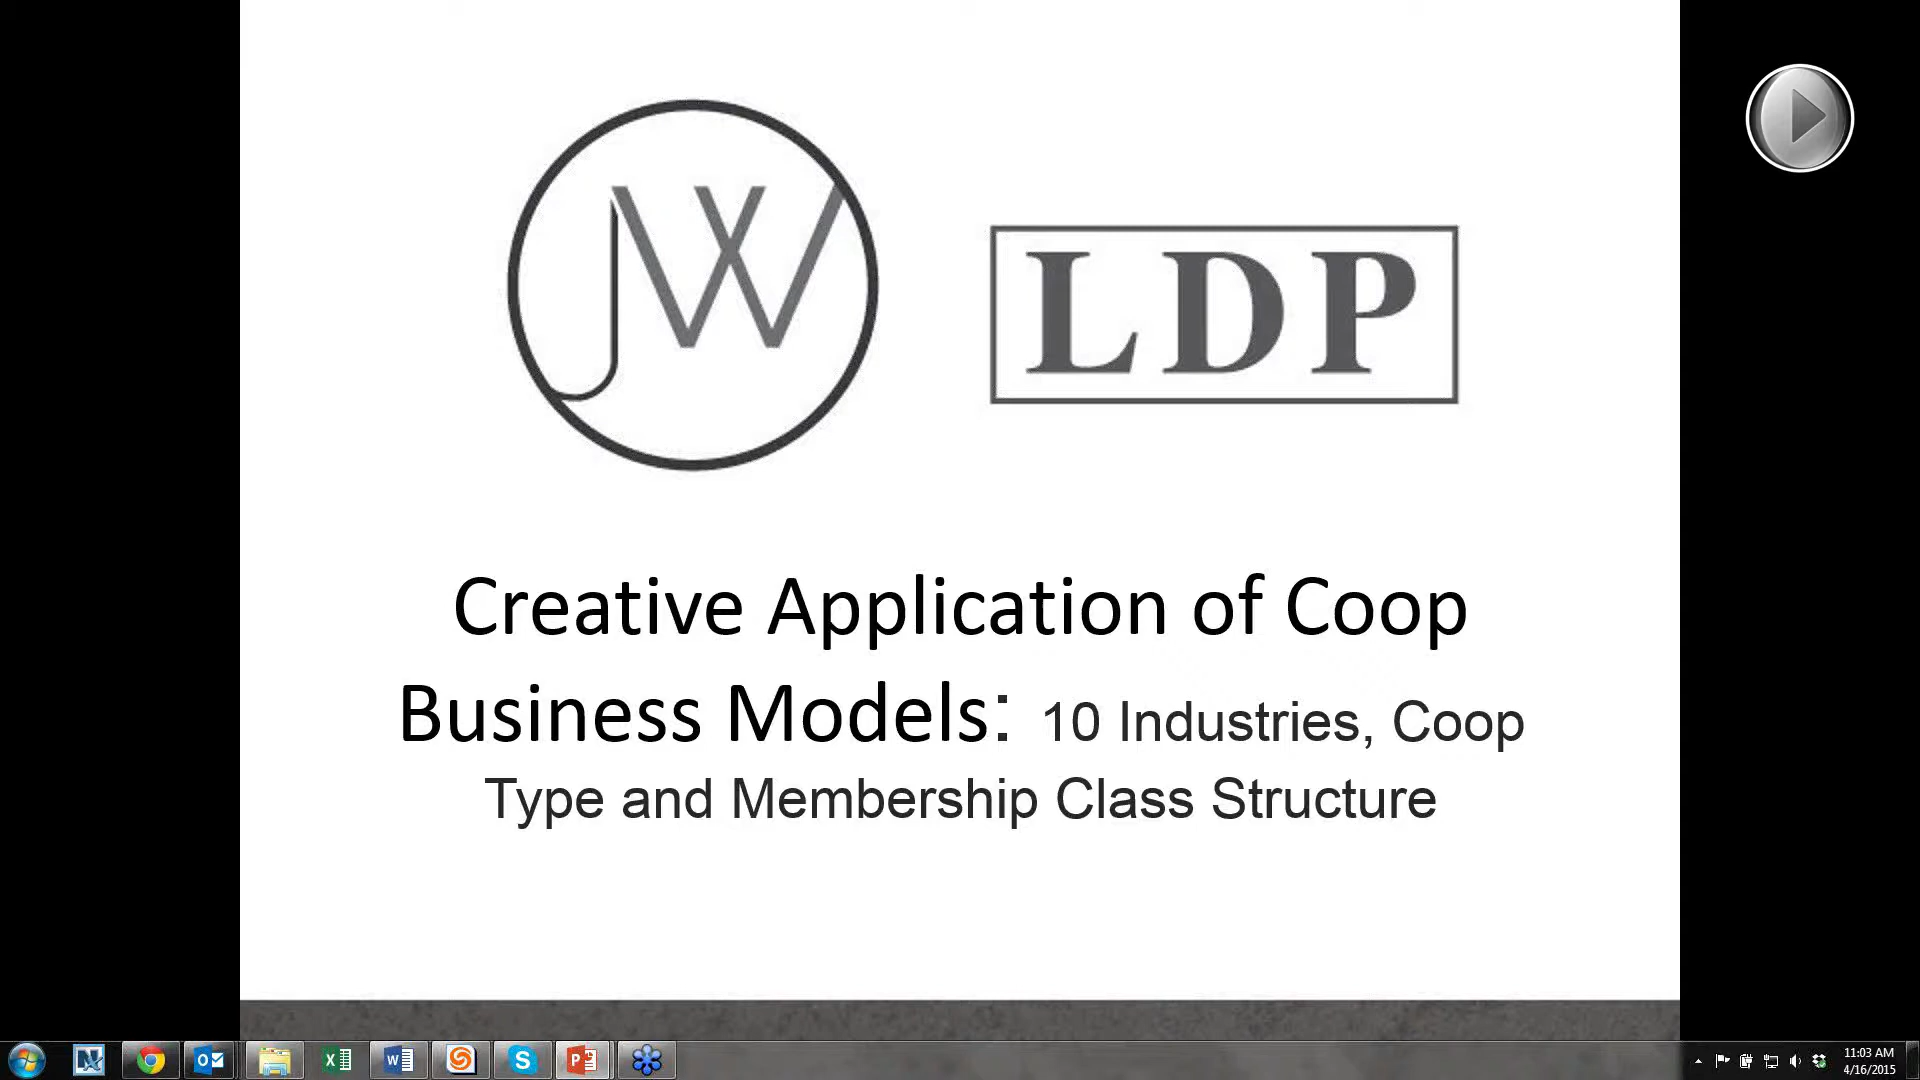 JW
LDP
Creative Application of Coop
Business Models: 10 Industries, Coop
Type and Membership Class Structure
11:03 AM
4/16/2015